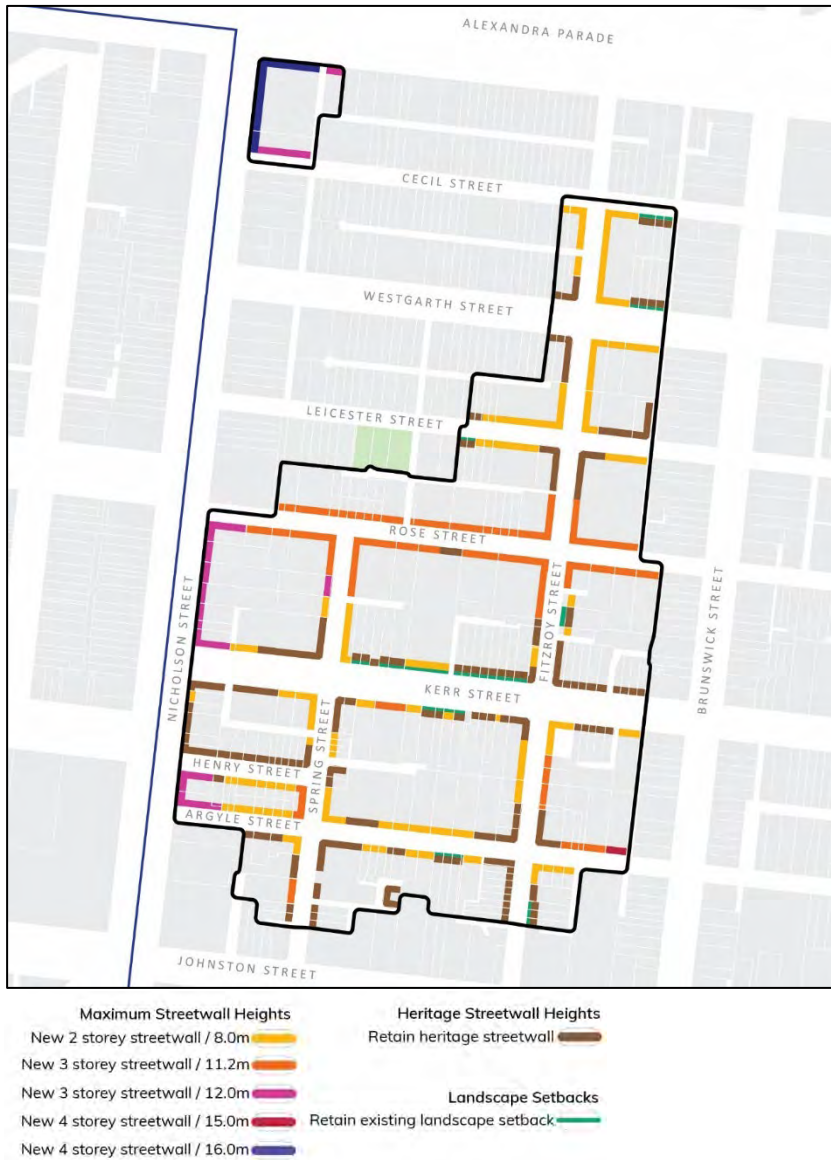 ALEXANDRA PARADE
CECIL STREET
WESTGARTH STREET
LEICESTER STREET
ROSE STREET
FITZROY STREET
NICHOLSON STREET
BRUNSWICK STREET
KERR STREET
SPRING STREET
HENRY STREET
ARGYLE STREET
JOHNSTON STREET
Maximum Streetwall Heights
New 2 storey streetwall / 8.0m
New 3 storey streetwall / 11.2m
New 3 storey streetwall / 12.0m
New 4 storey streetwall / 15.0m
New 4 storey streetwall / 16.0m
Heritage Streetwall Heights
Retain heritage streetwall
Landscape Setbacks
Retain existing landscape setback